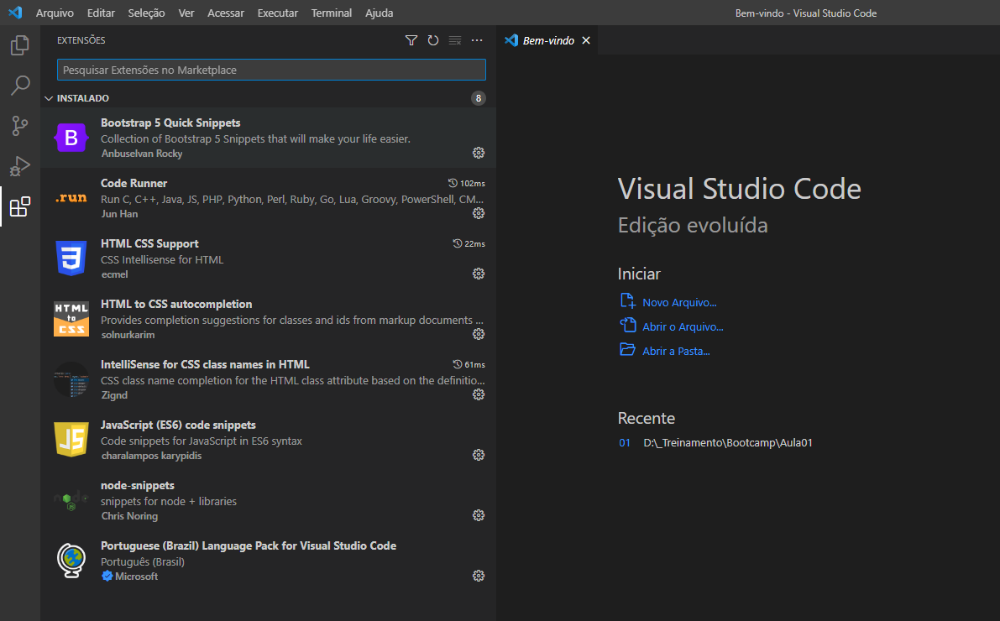 Arquivo Editar Seleção Ver Acessar Executar Terminal Ajuda
Bem-vindo - Visual Studio Code
EXTENSÕES
Bem-vindo
Pesquisar Extensões no Marketplace
INSTALADO 8
B
Bootstrap 5 Quick Snippets
Collection of Bootstrap 5 Snippets that will make your life easier.
Anbuselvan Rocky
.run
Code Runner 102ms
Run C, C++, Java, JS, PHP, Python, Perl, Ruby, Go, Lua, Groovy, PowerShell, CM...
Jun Han
3
HTML CSS Support 22ms
CSS Intellisense for HTML
ecmel
HTML
to
CSS
HTML to CSS autocompletion
Provides completion suggestions for classes and ids from markup documents ...
solnurkarim
IntelliSense for CSS class names in HTML 61ms
CSS class name completion for the HTML class attribute based on the definitio...
Zignd
JS
JavaScript (ES6) code snippets
Code snippets for JavaScript in ES6 syntax
charalampos karypidis
node
JS
node-snippets
snippets for node + libraries
Chris Noring
Portuguese (Brazil) Language Pack for Visual Studio Code
Português (Brasil)
Microsoft
Visual Studio Code
Edição evoluída
Iniciar
Novo Arquivo...
Abrir o Arquivo...
Abrir a Pasta...
Recente
01 D:\_Treinamento\Bootcamp\Aula01